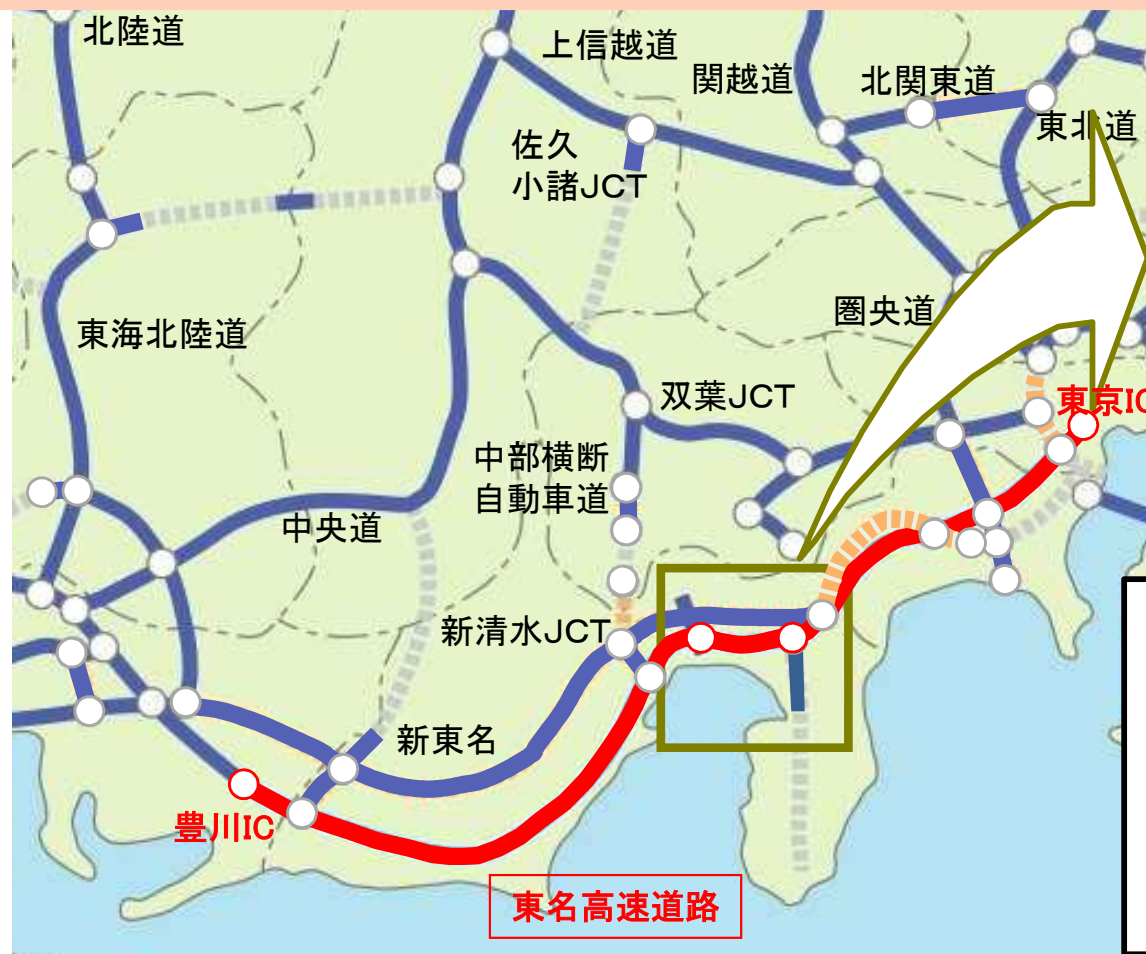 北陸道
上信越道
関越道
北関東道
東北道
佐久
小諸JCT
圏央道
東海北陸道
双葉JCT
東京IC
中部横断
自動車道
中央道
新清水JCT
新東名
豊川IC
東名高速道路